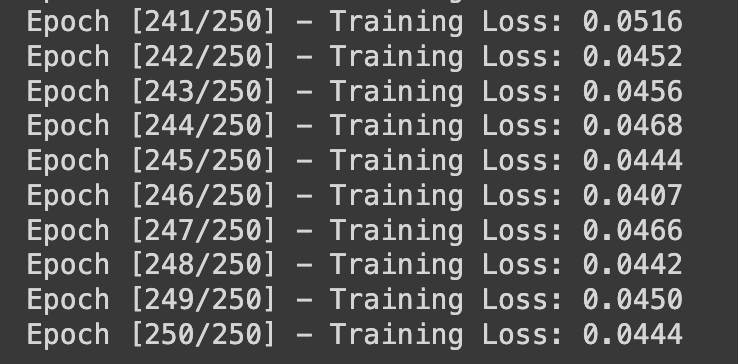 Epoch [241/250] – Training Loss: 0.0516
Epoch [242/250] – Training Loss: 0.0452
Epoch [243/250] – Training Loss: 0.0456
Epoch [244/250] – Training Loss: 0.0468
Epoch [245/250] – Training Loss: 0.0444
Epoch [246/250] – Training Loss: 0.0407
Epoch [247/250] – Training Loss: 0.0466
Epoch [248/250] – Training Loss: 0.0442
Epoch [249/250] – Training Loss: 0.0450
Epoch [250/250] – Training Loss: 0.0444